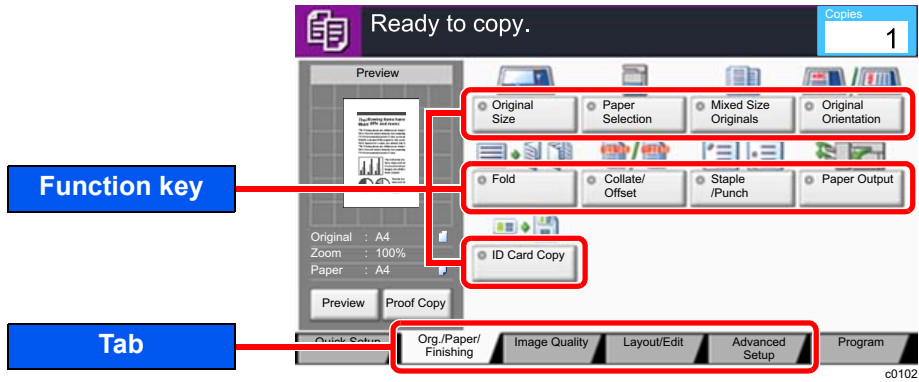 Ready to copy.
Copies
1
Preview
Original
Size
Paper
Selection
Mixed Size
Originals
Original
Orientation
Function key
Fold
Collate/
Offset
Staple
/Punch
Paper Output
Original : A4
Zoom : 100%
Paper : A4
ID Card Copy
Preview
Proof Copy
Tab
Quick Setup
Org./Paper/
Finishing
Image Quality
Layout/Edit
Advanced
Setup
Program
c0102